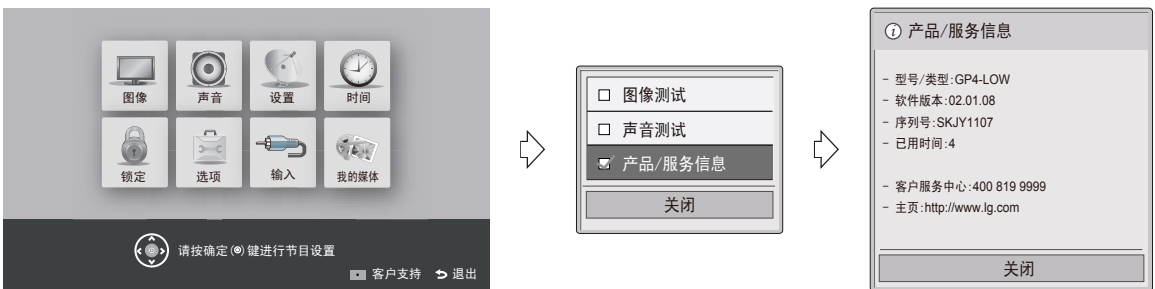 图像 声音 设置 时间
锁定 选项 输入 我的媒体
请按确定(◉)键进行节目设置
客户支持 退出
图像测试
声音测试
产品/服务信息
关闭
i 产品/服务信息
- 型号/类型:GP4-LOW
- 软件版本:02.01.08
- 序列号:SKJY1107
- 已用时间:4
- 客户服务中心:400 819 9999
- 主页:http://www.lg.com
关闭